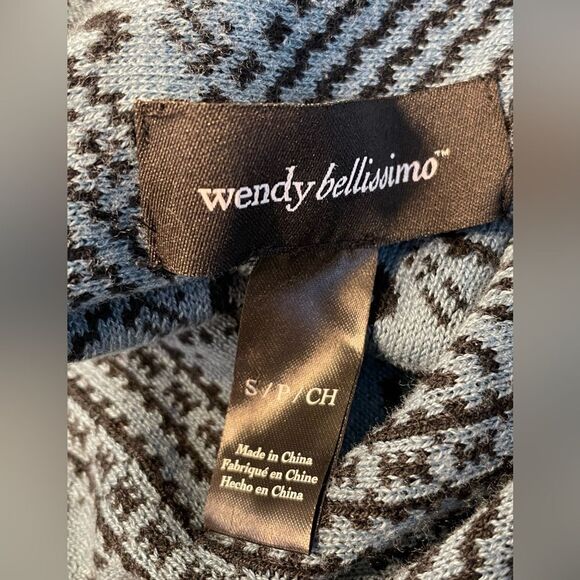 wendy bellissimo™
S/P/CH
Made in China
Fabriqué en Chine
Hecho en China